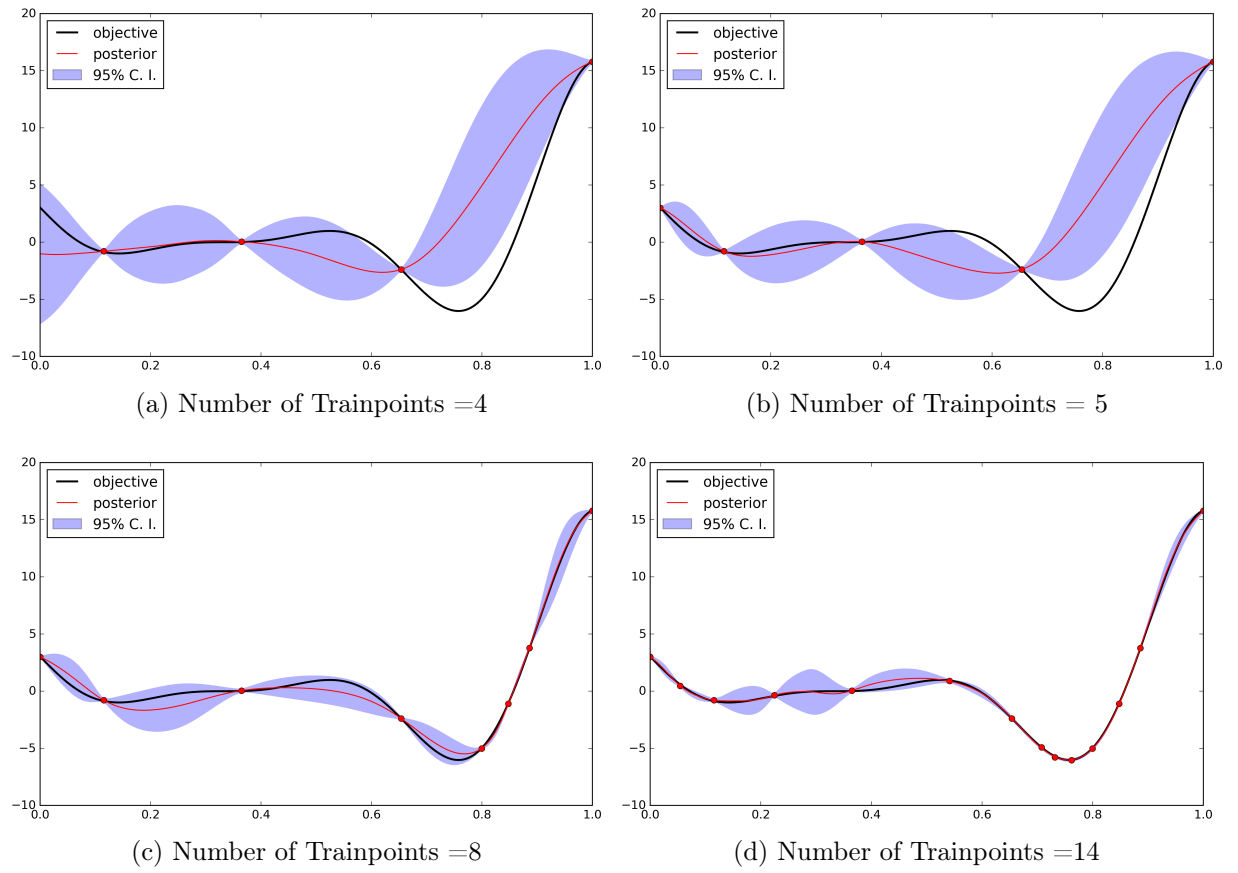 20
15
10
5
0
−5
−10
0.0 0.2 0.4 0.6 0.8 1.0
objective
posterior
95% C. I.
(a) Number of Trainpoints =4
20
15
10
5
0
−5
−10
0.0 0.2 0.4 0.6 0.8 1.0
objective
posterior
95% C. I.
(b) Number of Trainpoints = 5
20
15
10
5
0
−5
−10
0.0 0.2 0.4 0.6 0.8 1.0
objective
posterior
95% C. I.
(c) Number of Trainpoints =8
20
15
10
5
0
−5
−10
0.0 0.2 0.4 0.6 0.8 1.0
objective
posterior
95% C. I.
(d) Number of Trainpoints =14